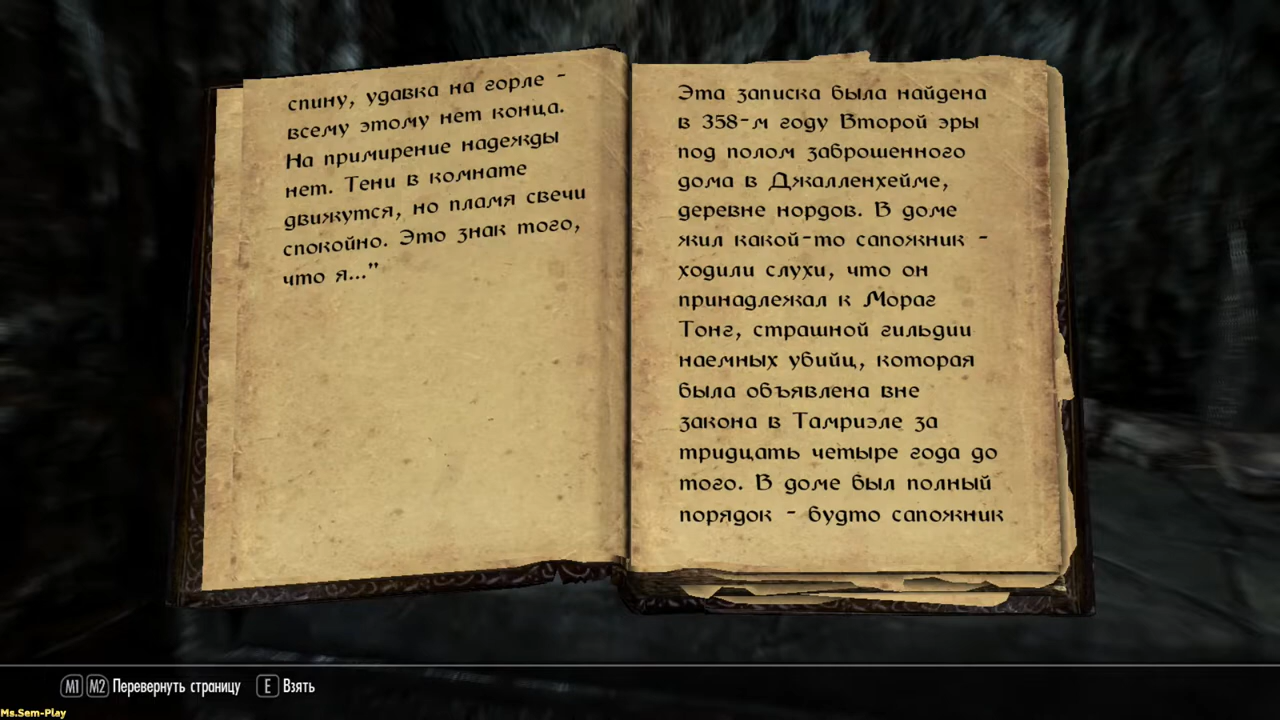 спину, удавка на горле -
всему этому нет конца.
На примирение надежды
нет. Тени в комнате
движутся, но пламя свечи
спокойно. Это знак того,
что я..."
Эта записка была найдена
в 358-м году Второй эры
под полом заброшенного
дома в Джалленхейме,
деревне нордов. В доме
жил какой-то сапожник -
ходили слухи, что он
принадлежал к Мораг
Тонг, страшной гильдии
наемных убийц, которая
была объявлена вне
закона в Тамриэле за
тридцать четыре года до
того. В доме был полный
порядок - будто сапожник
M1 M2 Перевернуть страницу E Взять
Ms.Sem-Play